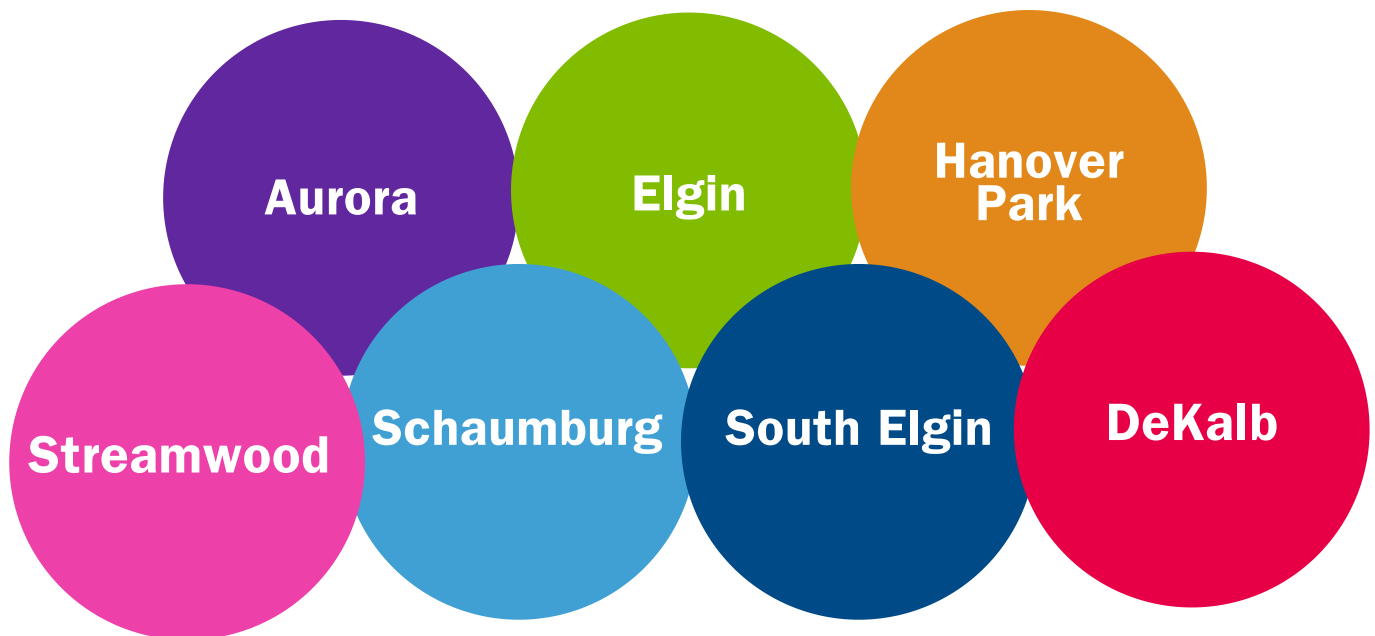 Aurora
Elgin
Hanover
Park
Streamwood
Schaumburg
South Elgin
DeKalb